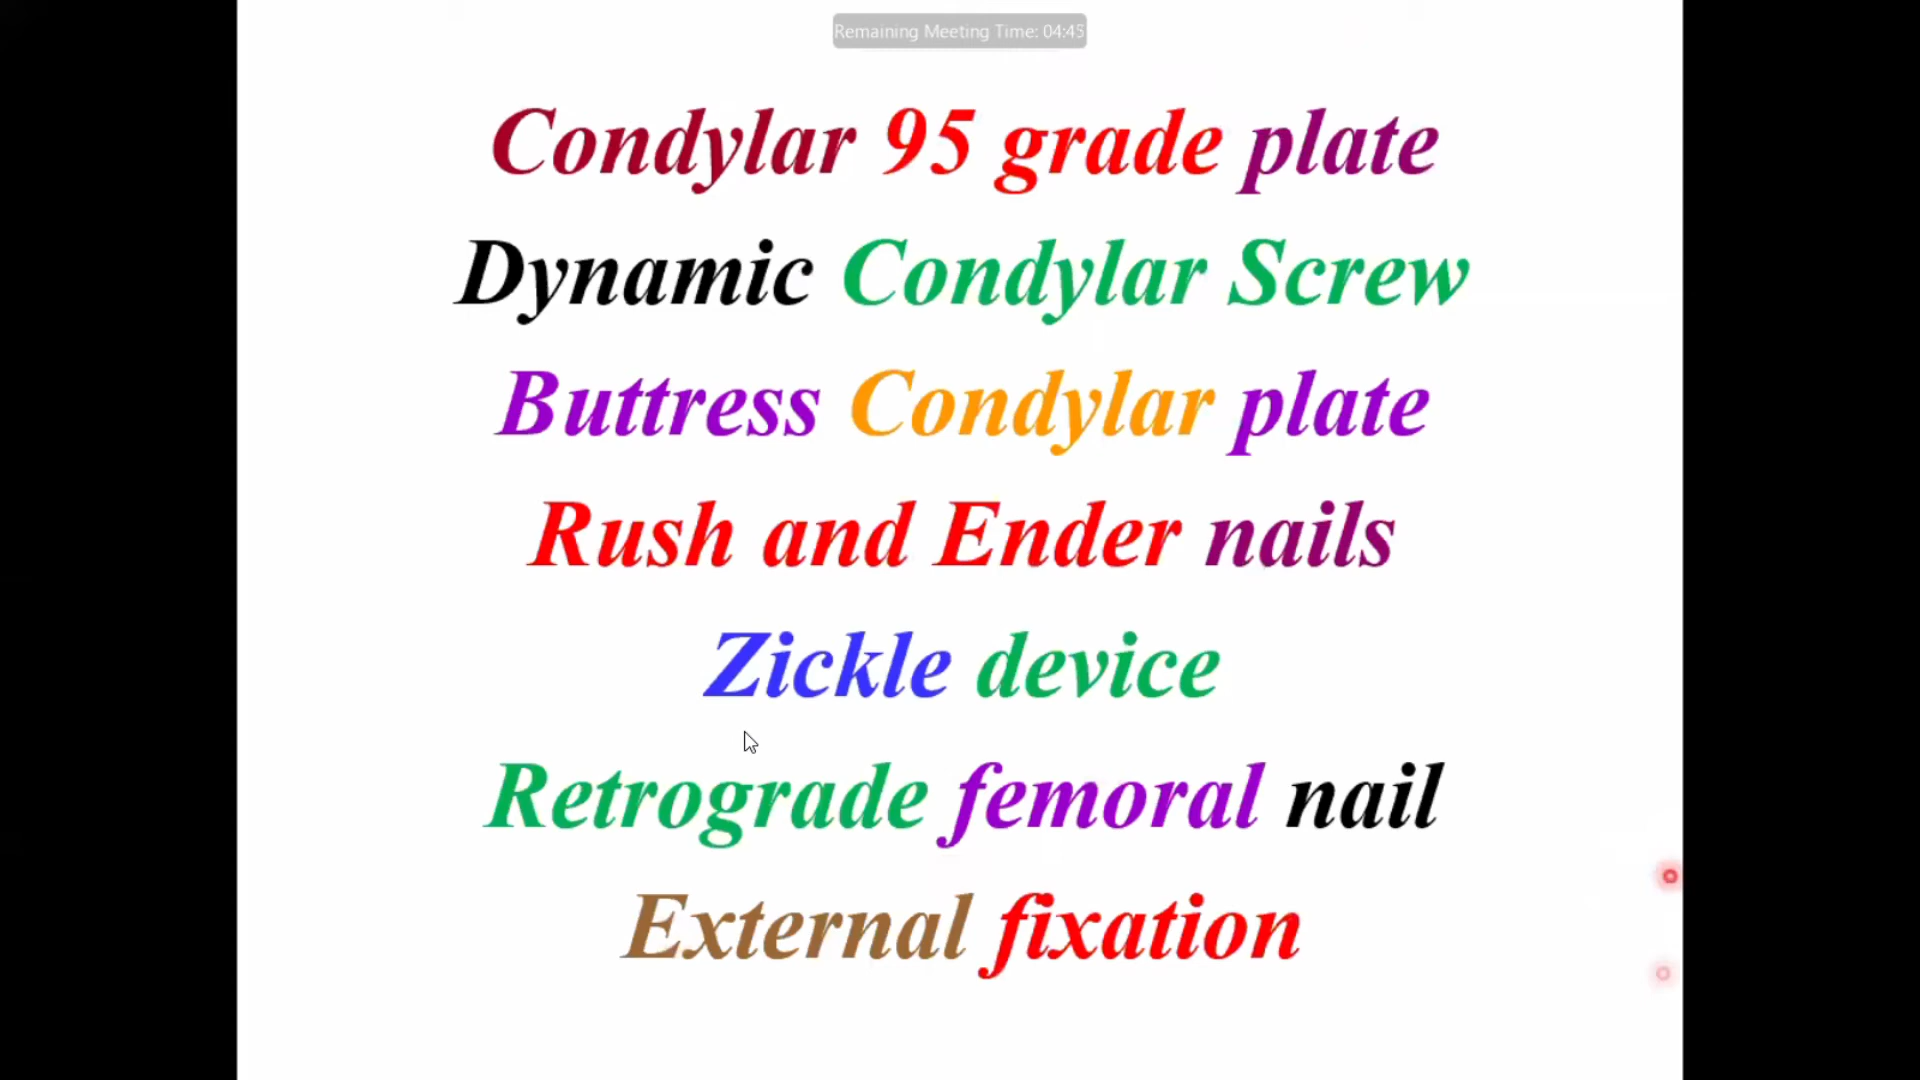 Remaining Meeting Time: 04:45
Condylar 95 grade plate
Dynamic Condylar Screw
Buttress Condylar plate
Rush and Ender nails
Zickle device
Retrograde femoral nail
External fixation